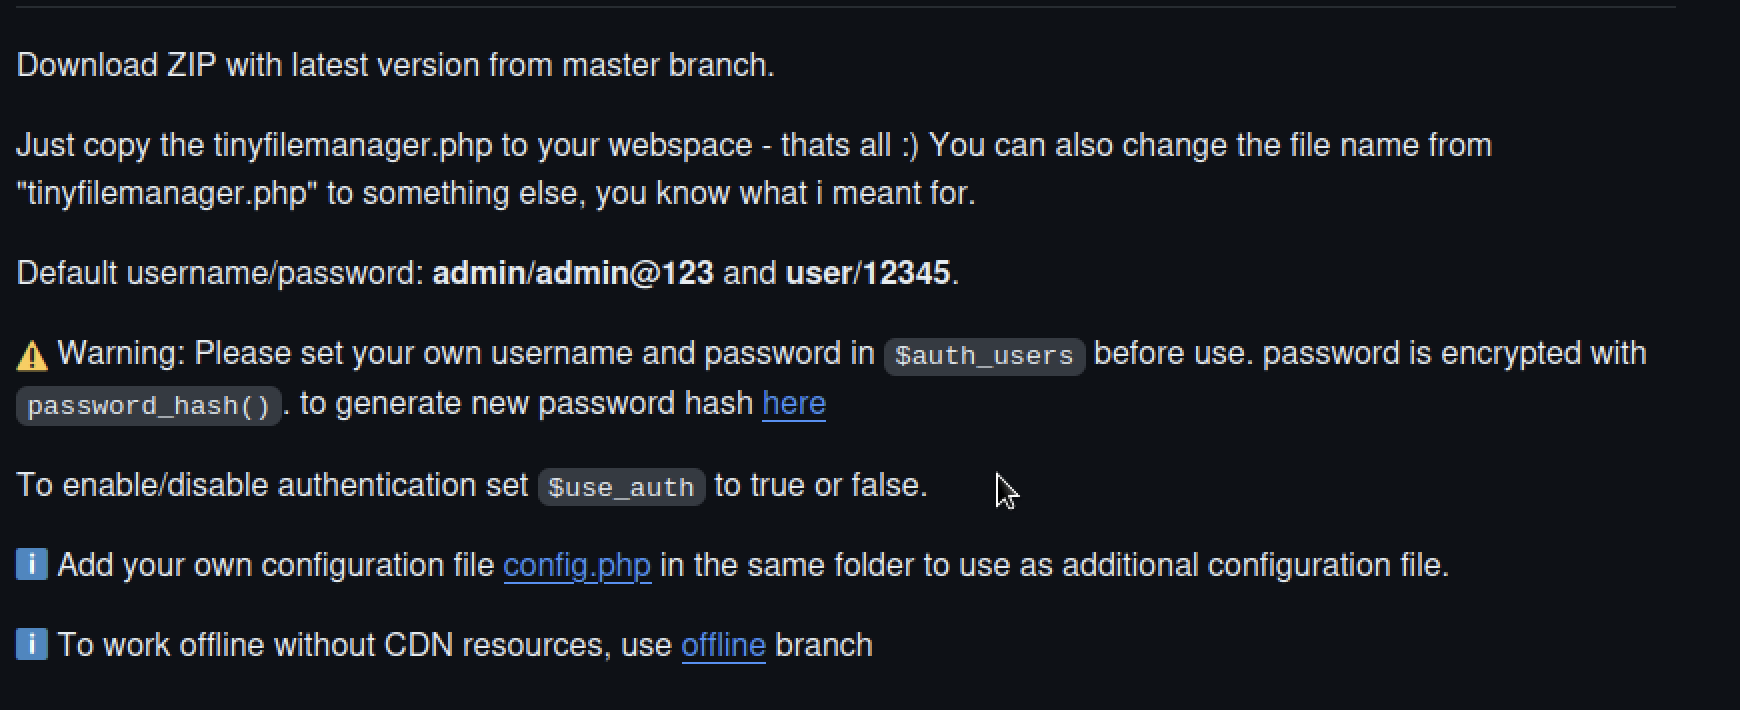 Download ZIP with latest version from master branch.
Just copy the tinyfilemanager.php to your webspace - thats all :) You can also change the file name from
"tinyfilemanager.php" to something else, you know what i meant for.
Default username/password: admin/admin@123 and user/12345.
⚠️ Warning: Please set your own username and password in $auth_users before use. password is encrypted with
password_hash(). to generate new password hash here
To enable/disable authentication set $use_auth to true or false.
ℹ️ Add your own configuration file config.php in the same folder to use as additional configuration file.
ℹ️ To work offline without CDN resources, use offline branch